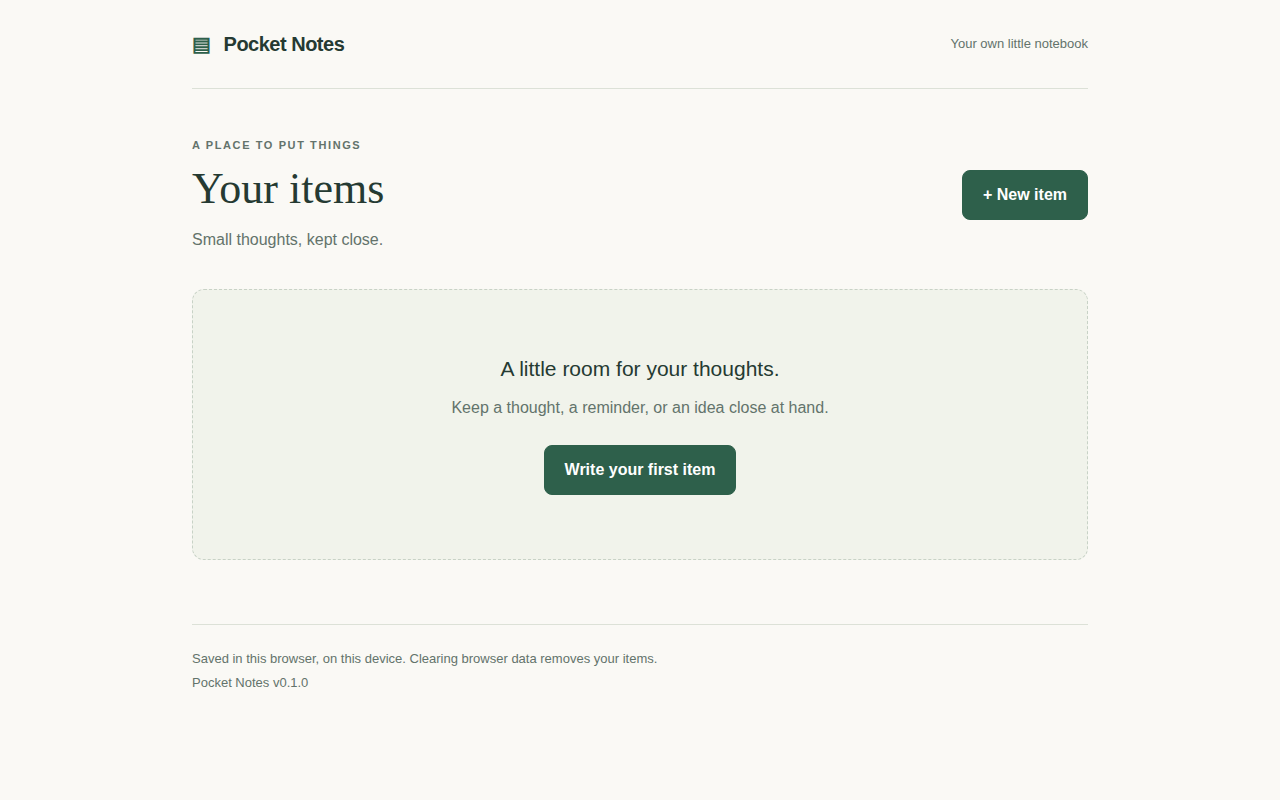 Pocket Notes
Your own little notebook
A PLACE TO PUT THINGS
Your items
+ New item
Small thoughts, kept close.
A little room for your thoughts.
Keep a thought, a reminder, or an idea close at hand.
Write your first item
Saved in this browser, on this device. Clearing browser data removes your items.
Pocket Notes v0.1.0